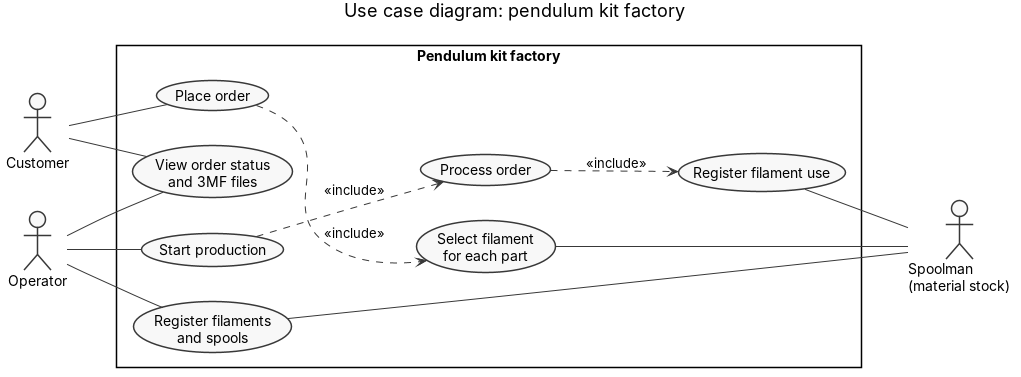 Use case diagram: pendulum kit factory
Pendulum kit factory
Place order
Customer
View order status
and 3MF files
«include»
Process order
«include»
Register filament use
Operator
Start production
«include»
Select filament
for each part
Spoolman
(material stock)
Register filaments
and spools